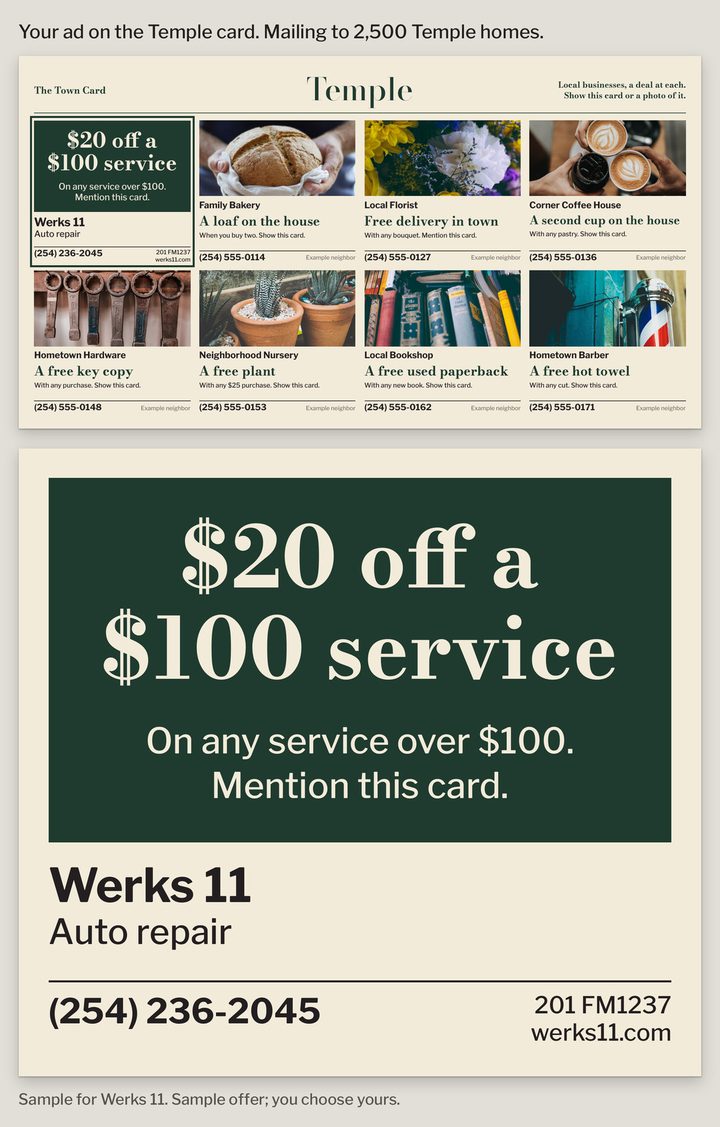 Your ad on the Temple card. Mailing to 2,500 Temple homes.
The Town Card
Temple
Local businesses, a deal at each.
Show this card or a photo of it.
$20 off a
$100 service
On any service over $100.
Mention this card.
Werks 11
Auto repair
(254) 236-2045
201 FM1237
werks11.com
Family Bakery
A loaf on the house
When you buy two. Show this card.
(254) 555-0114
Example neighbor
Local Florist
Free delivery in town
With any bouquet. Mention this card.
(254) 555-0127
Example neighbor
Corner Coffee House
A second cup on the house
With any pastry. Show this card.
(254) 555-0136
Example neighbor
Hometown Hardware
A free key copy
With any purchase. Show this card.
(254) 555-0148
Example neighbor
Neighborhood Nursery
A free plant
With any $25 purchase. Show this card.
(254) 555-0153
Example neighbor
Local Bookshop
A free used paperback
With any new book. Show this card.
(254) 555-0162
Example neighbor
Hometown Barber
A free hot towel
With any cut. Show this card.
(254) 555-0171
Example neighbor
$20 off a
$100 service
On any service over $100.
Mention this card.
Werks 11
Auto repair
(254) 236-2045
201 FM1237
werks11.com
Sample for Werks 11. Sample offer; you choose yours.